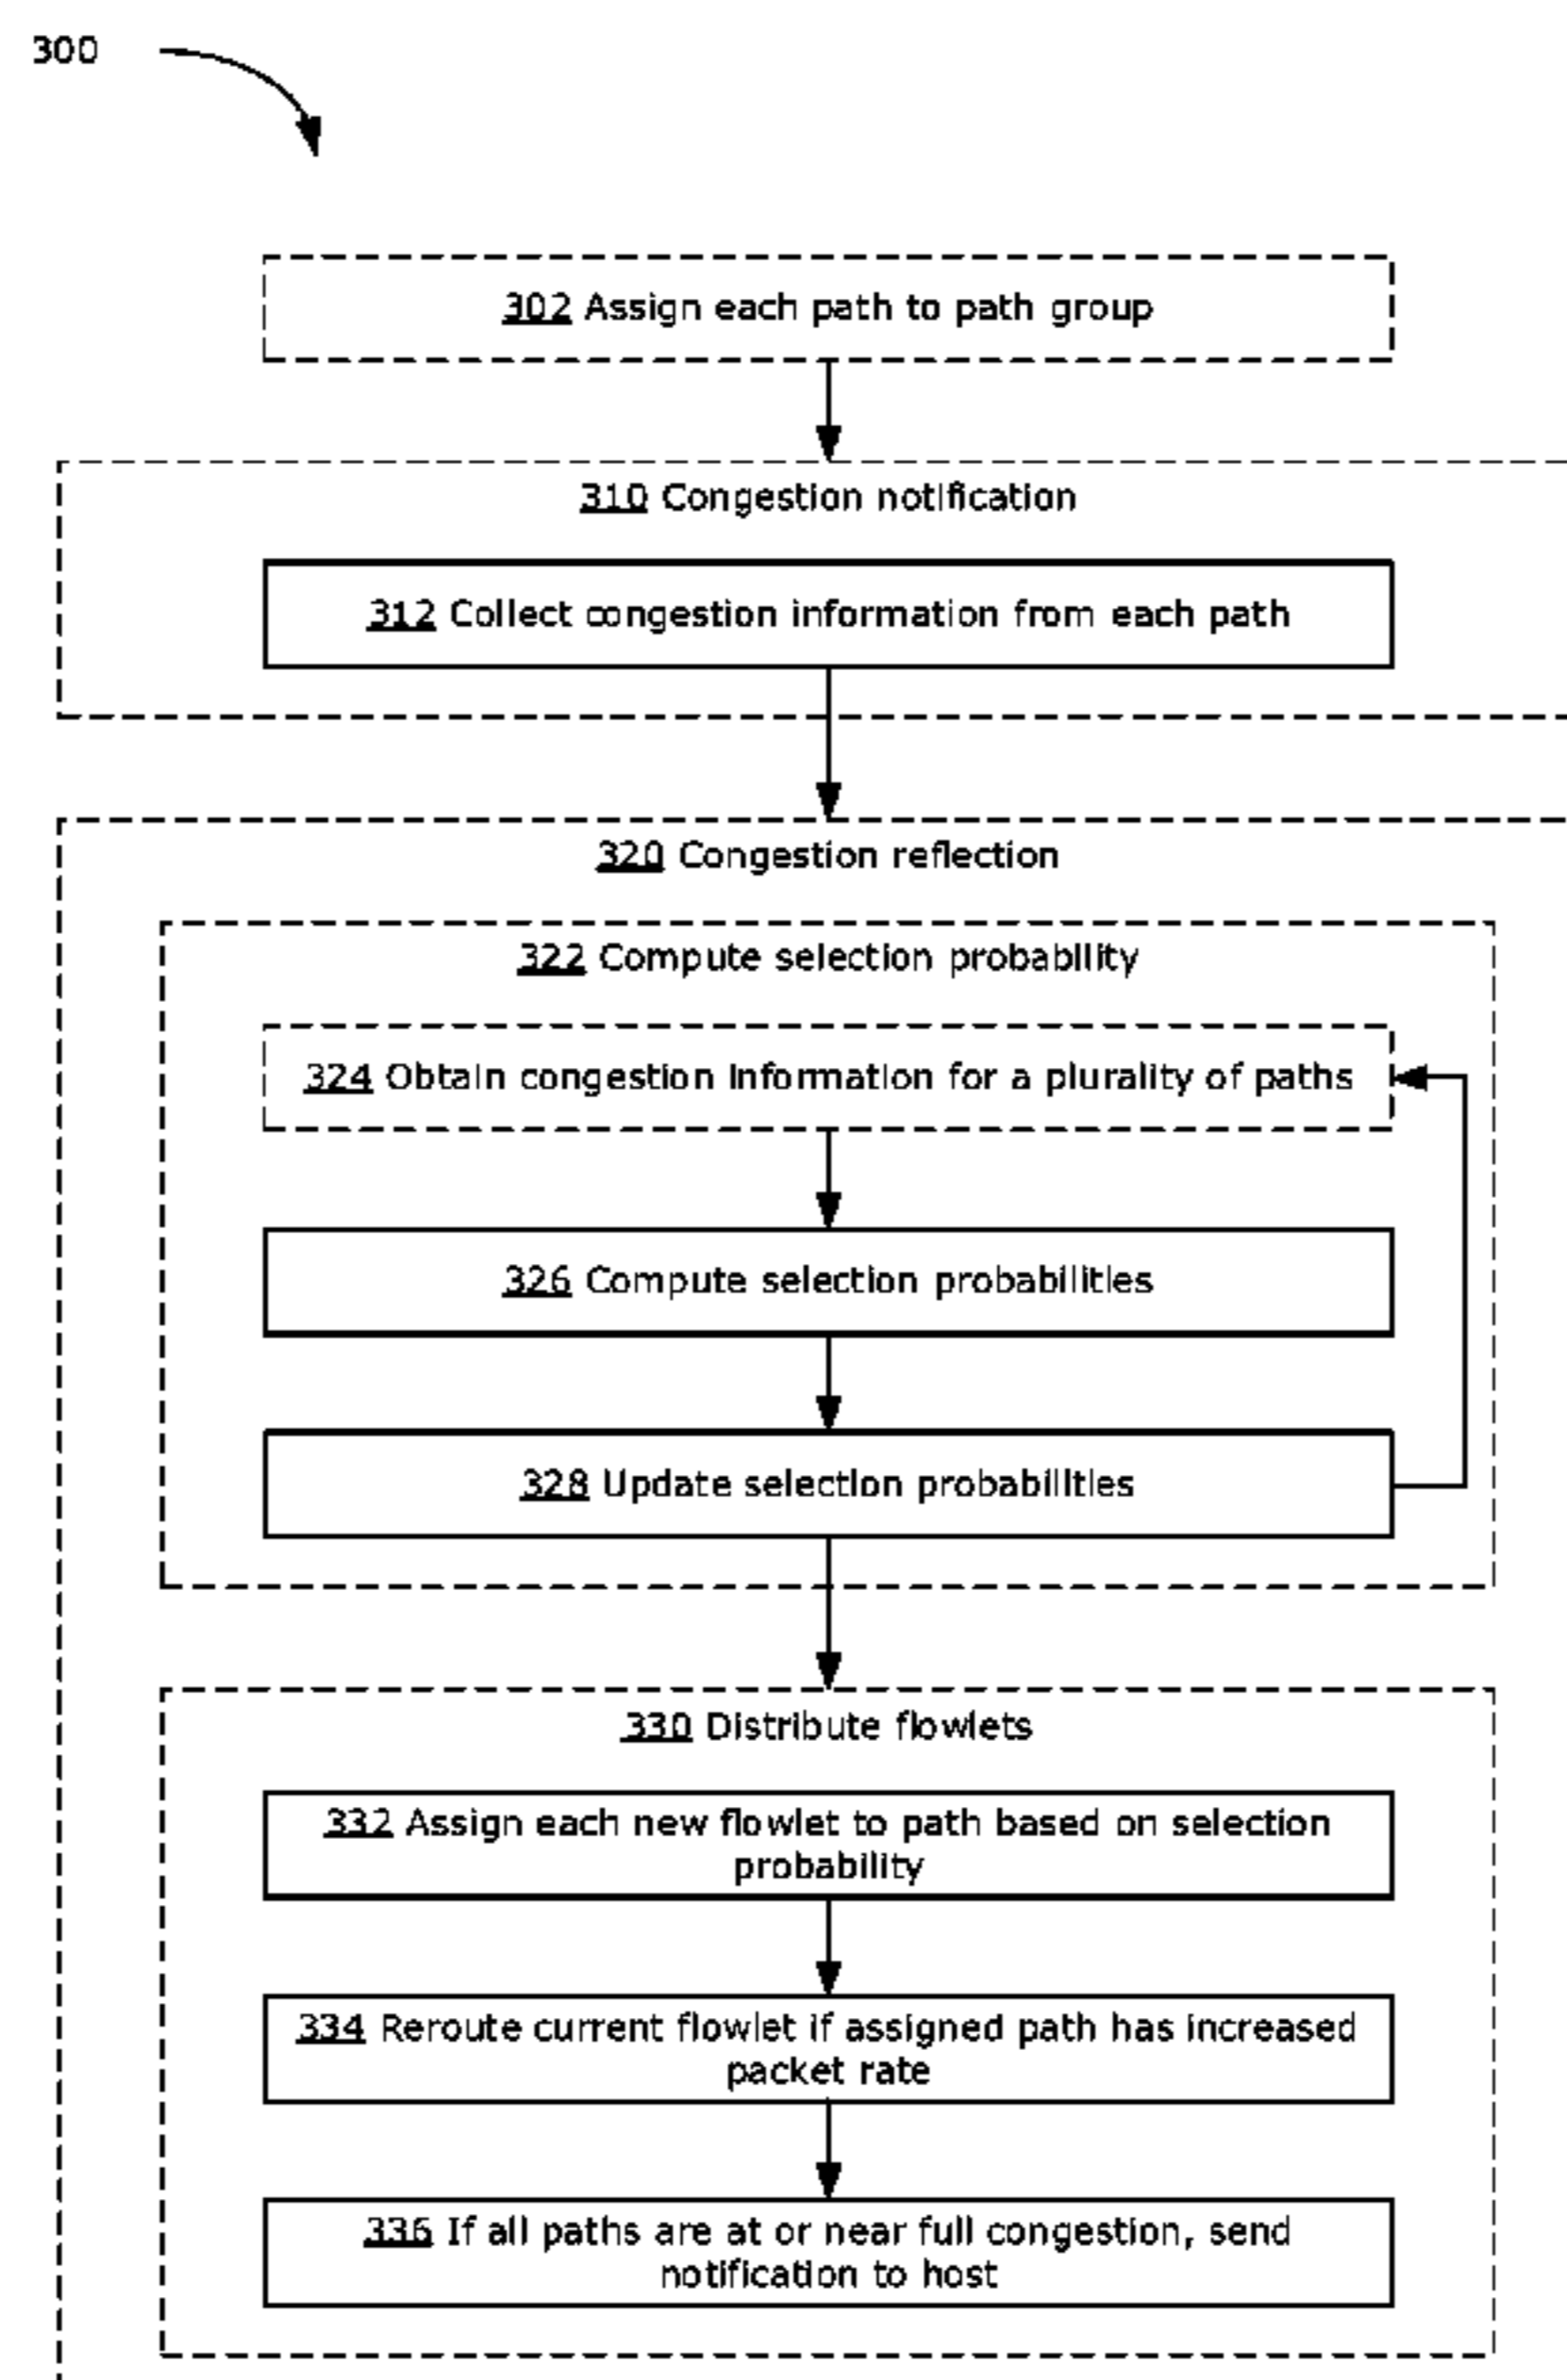 300
302 Assign each path to path group
310 Congestion notification
312 Collect congestion information from each path
320 Congestion reflection
322 Compute selection probability
324 Obtain congestion information for a plurality of paths
326 Compute selection probabilities
328 Update selection probabilities
330 Distribute flowlets
332 Assign each new flowlet to path based on selection
probability
334 Reroute current flowlet if assigned path has increased
packet rate
336 If all paths are at or near full congestion, send
notification to host